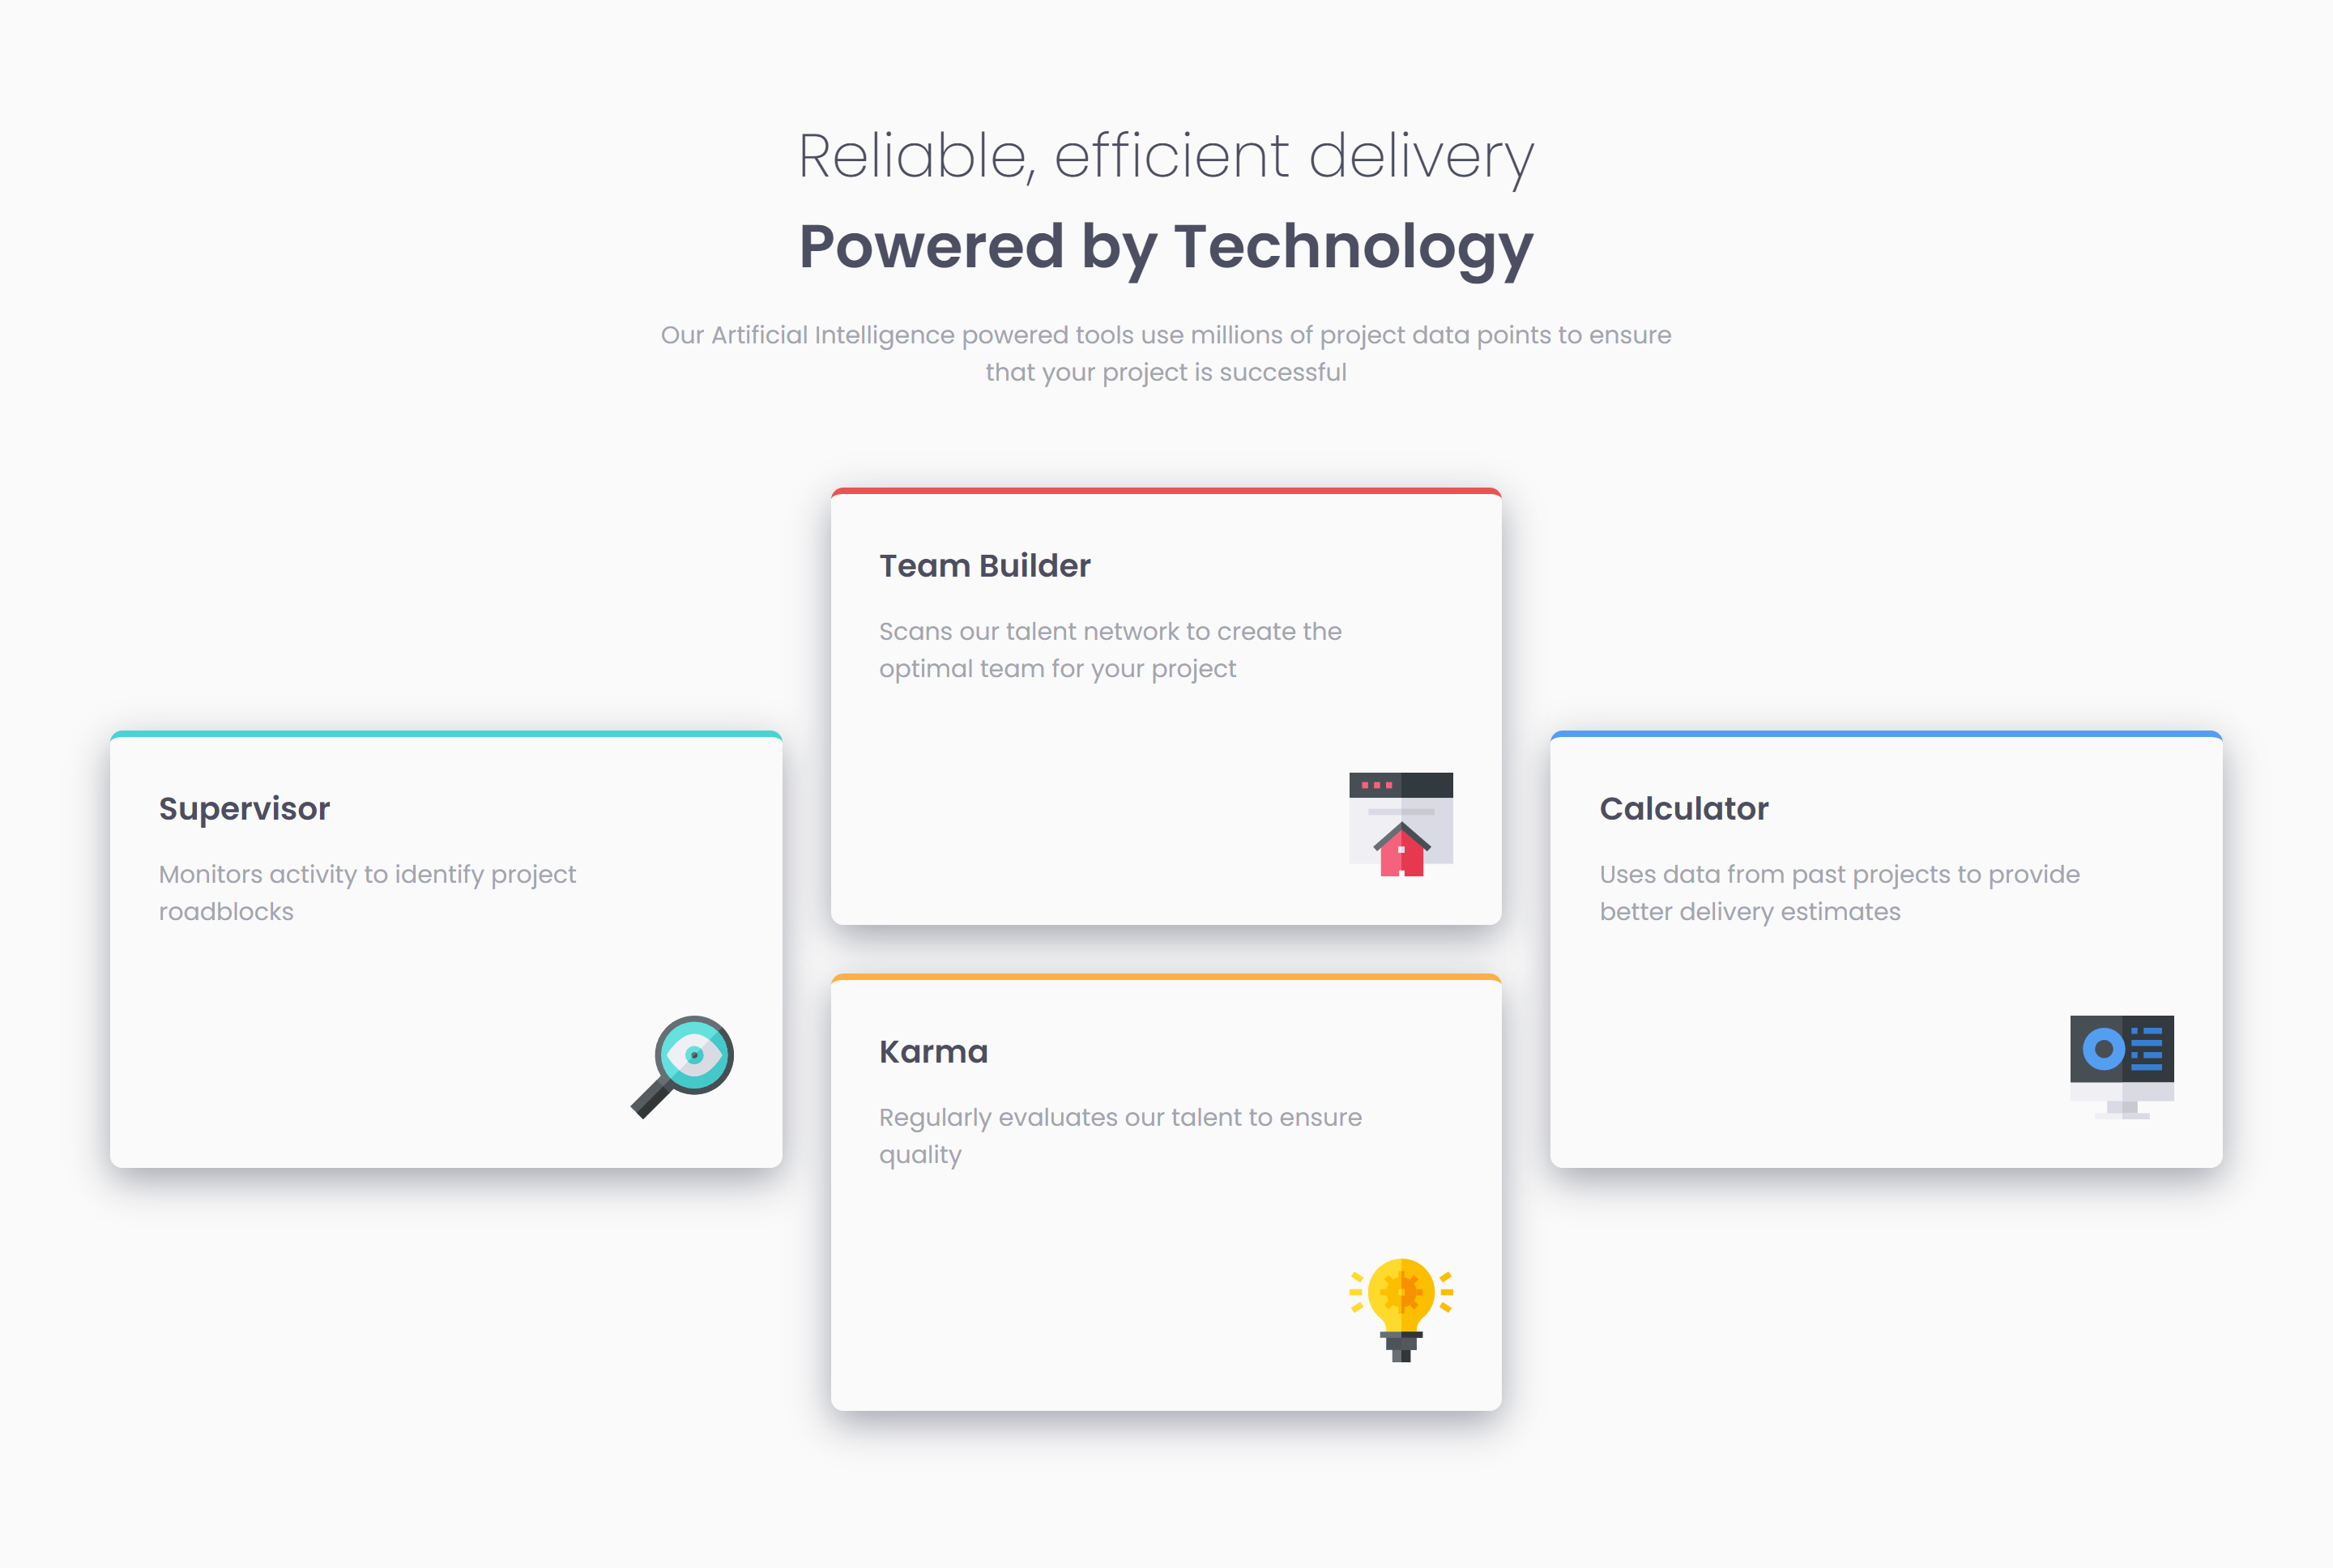 Reliable, efficient delivery
Powered by Technology
Our Artificial Intelligence powered tools use millions of project data points to ensure
that your project is successful
Supervisor
Monitors activity to identify project
roadblocks
Team Builder
Scans our talent network to create the
optimal team for your project
Karma
Regularly evaluates our talent to ensure
quality
Calculator
Uses data from past projects to provide
better delivery estimates